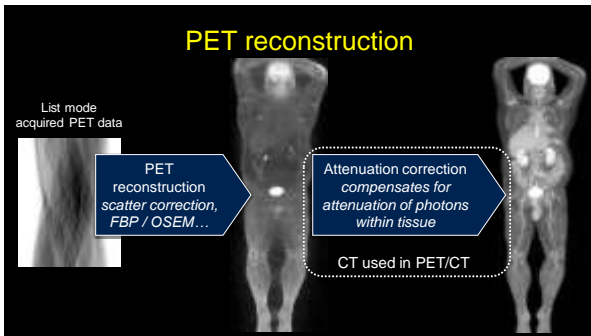 PET reconstruction
List mode
acquired PET data
PET
reconstruction
scatter correction,
FBP / OSEM…
Attenuation correction
compensates for
attenuation of photons
within tissue
CT used in PET/CT